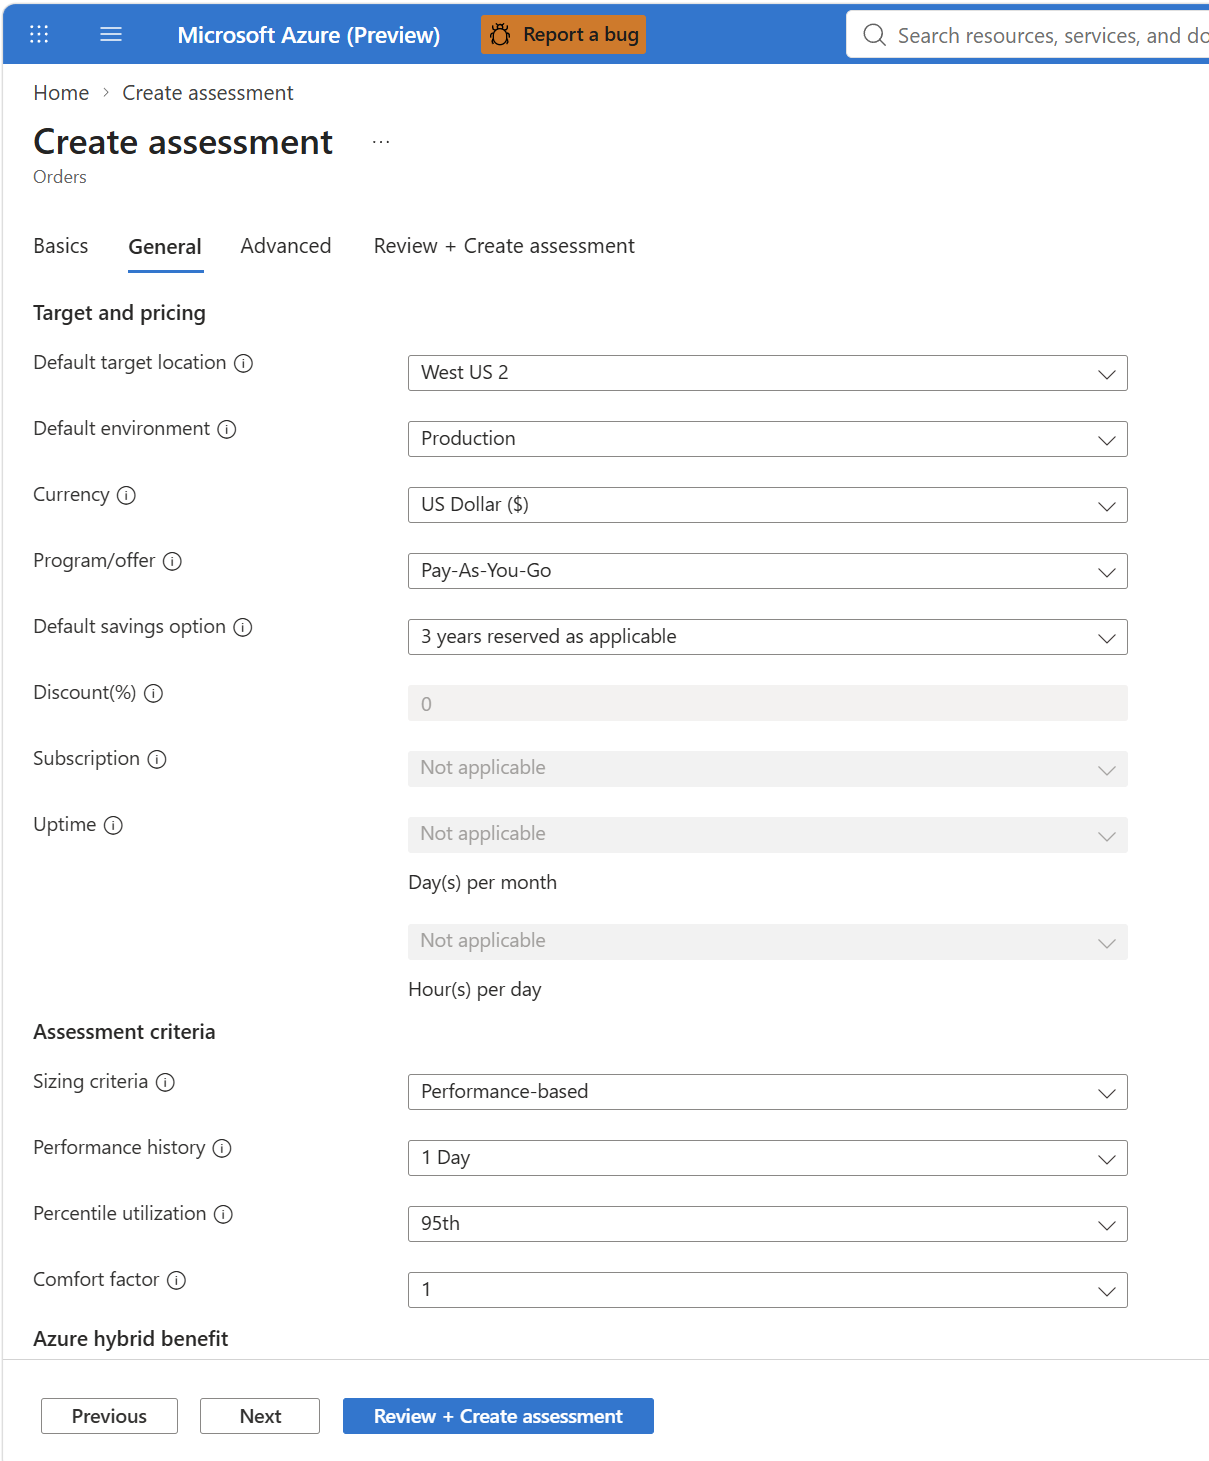 Microsoft Azure (Preview)
Report a bug
Search resources, services, and do
Home > Create assessment
Create assessment ...
Orders
Basics General Advanced Review + Create assessment
Target and pricing
Default target location
West US 2
Default environment
Production
Currency
US Dollar ($)
Program/offer
Pay-As-You-Go
Default savings option
3 years reserved as applicable
Discount(%)
0
Subscription
Not applicable
Uptime
Not applicable
Day(s) per month
Not applicable
Hour(s) per day
Assessment criteria
Sizing criteria
Performance-based
Performance history
1 Day
Percentile utilization
95th
Comfort factor
1
Azure hybrid benefit
Previous Next Review + Create assessment